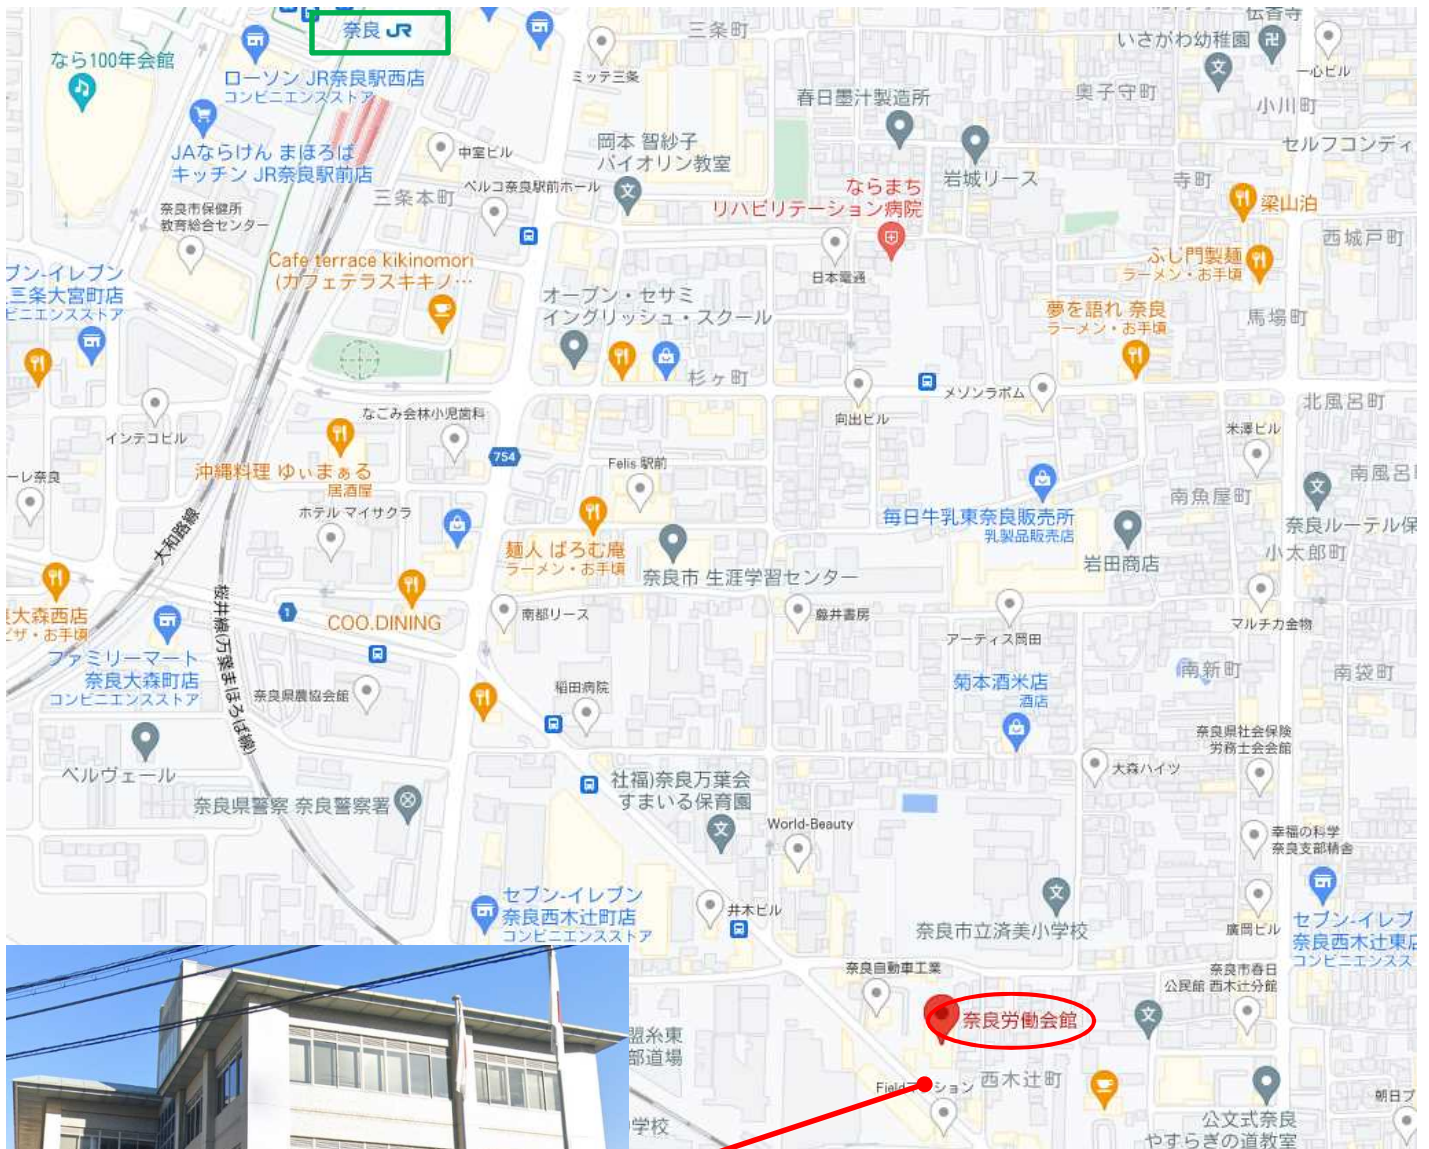 奈良 JR
なら100年会館
ローソン JR奈良駅西店
コンビニエンスストア
JAならけん まほろば
キッチン JR奈良駅前店
奈良市保健所
教育総合センター
中室ビル
三条本町
ベルコ奈良駅前ホール
ミッテ三条
三条町
岡本 智紗子
バイオリン教室
春日墨汁製造所
岩城リース
ならまち
リハビリテーション病院
日本電通
いさがわ幼稚園
伝香寺
一心ビル
奥子守町
小川町
セルフコンディ
寺町
梁山泊
西城戸町
ふじ門製麺
ラーメン・お手頃
夢を語れ 奈良
ラーメン・お手頃
馬場町
Cafe terrace kikinomori
(カフェテラスキキノ…
ブン-イレブン
三条大宮町店
ビニエンスストア
オープン・セサミ
イングリッシュ・スクール
杉ヶ町
向出ビル
メゾンラポム
北風呂町
米澤ビル
南風呂
インテコビル
なごみ会林小児歯科
沖縄料理 ゆぃまぁる
居酒屋
754
Felis 駅前
ーレ奈良
ホテル マイサクラ
麺人 ばろむ庵
ラーメン・お手頃
奈良市 生涯学習センター
毎日牛乳東奈良販売所
乳製品販売店
南魚屋町
岩田商店
奈良ルーテル保
小太郎町
大和路線
桜井線(万葉まほろば線)
大森西店
ピザ・お手頃
1
COO.DINING
南都リース
藤井書房
アーティス岡田
マルチカ金物
ファミリーマート
奈良大森町店
コンビニエンスストア
奈良県農協会館
稲田病院
菊本酒米店
酒店
南新町
南袋町
奈良県社会保険
労務士会会館
ベルヴェール
奈良県警察 奈良警察署
社福)奈良万葉会
すまいる保育園
大森ハイツ
World-Beauty
幸福の科学
奈良支部精舎
セブン-イレブン
奈良西木辻町店
コンビニエンスストア
井木ビル
奈良市立済美小学校
廣岡ビル
セブン-イレブ
奈良西木辻東店
コンビニエンスス
奈良自動車工業
奈良市春日
公民館 西木辻分館
奈良労働会館
盟糸東
部道場
Field
ション
西木辻町
学校
公文式奈良
やすらぎの道教室
朝日プ